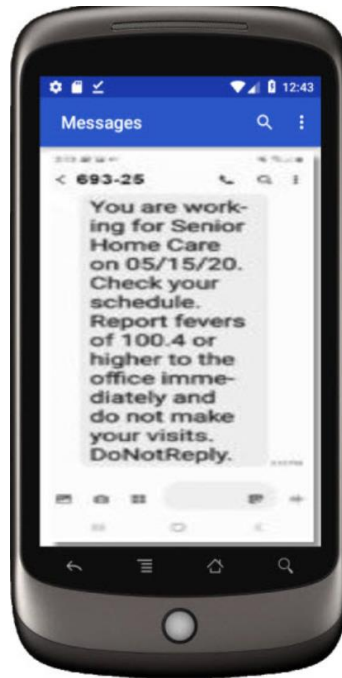 12:43
Messages
693-25
You are work-
ing for Senior
Home Care
on 05/15/20.
Check your
schedule.
Report fevers
of 100.4 or
higher to the
office imme-
diately and
do not make
your visits.
DoNotReply.